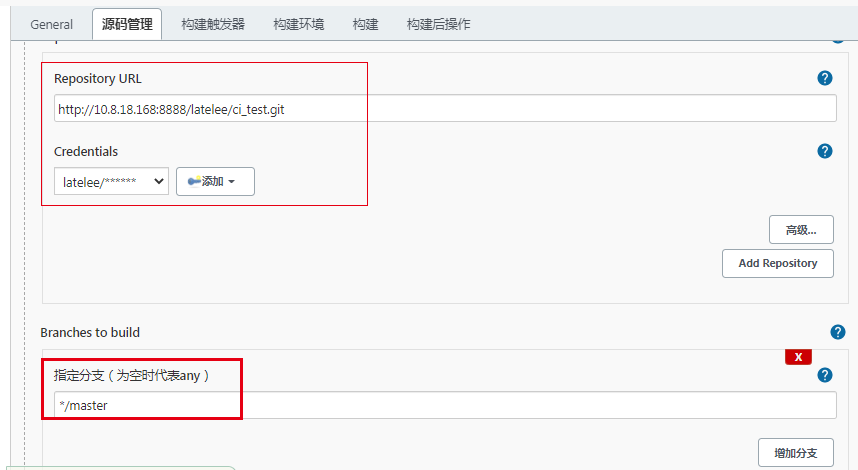 General 源码管理 构建触发器 构建环境 构建 构建后操作
Repository URL
http://10.8.18.168:8888/latelee/ci_test.git
Credentials
latelee/****** 添加
高级...
Add Repository
Branches to build
X
指定分支（为空时代表any）
*/master
增加分支